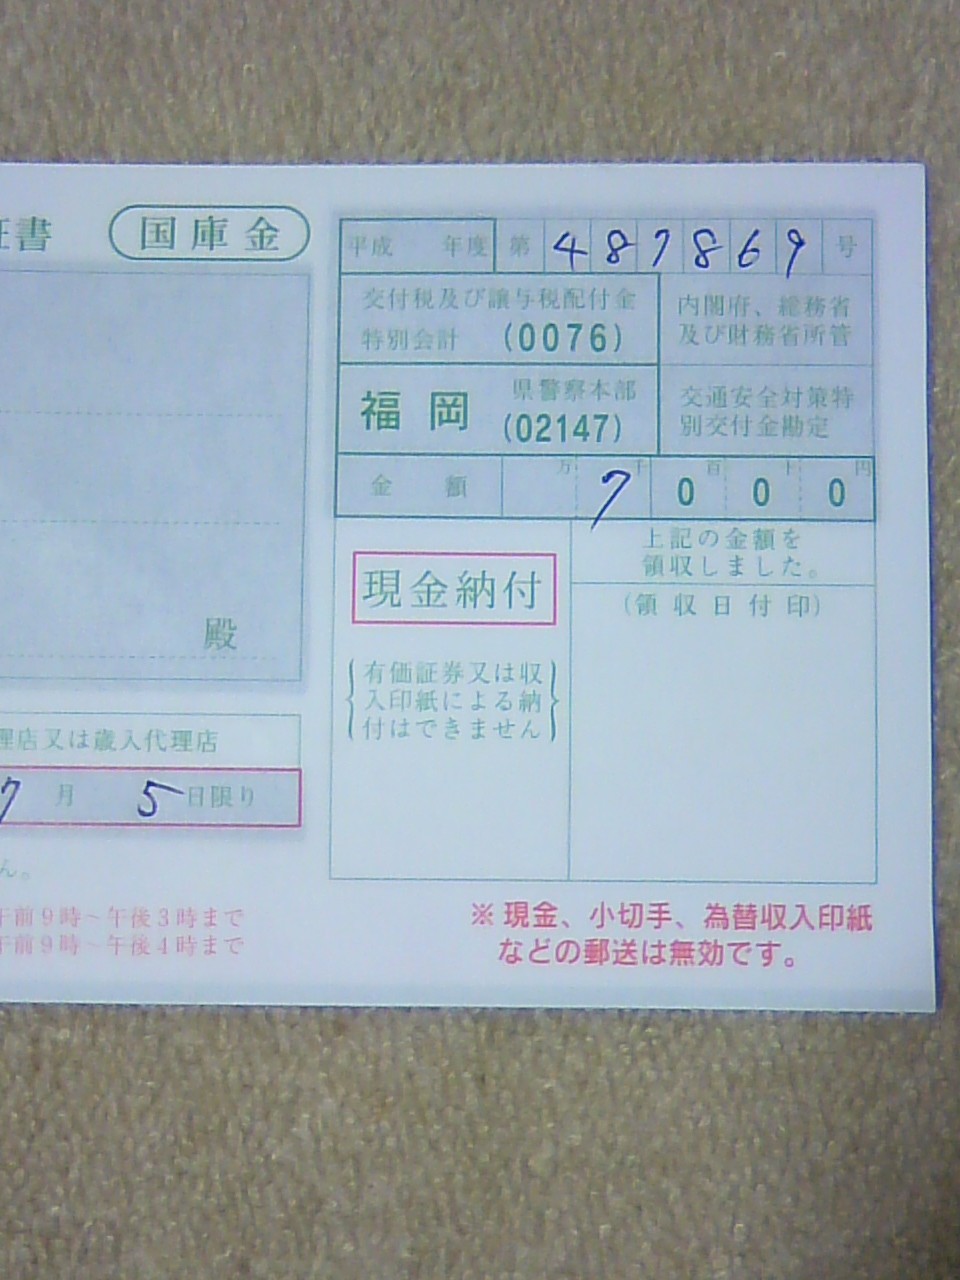 証書 国庫金
平成 年度 第 487869 号
交付税及び譲与税配付金
特別会計 (0076)
内閣府、総務省
及び財務省所管
福岡 県警察本部
(02147)
交通安全対策特
別交付金勘定
金額 万 千 百 十 円
7 0 0 0
殿
現金納付
有価証券又は収
入印紙による納
付はできません
上記の金額を
領収しました。
(領収日付印)
理店又は歳入代理店
7月 5日限り
ん。
午前9時~午後3時まで
午前9時~午後4時まで
※現金、小切手、為替収入印紙
などの郵送は無効です。